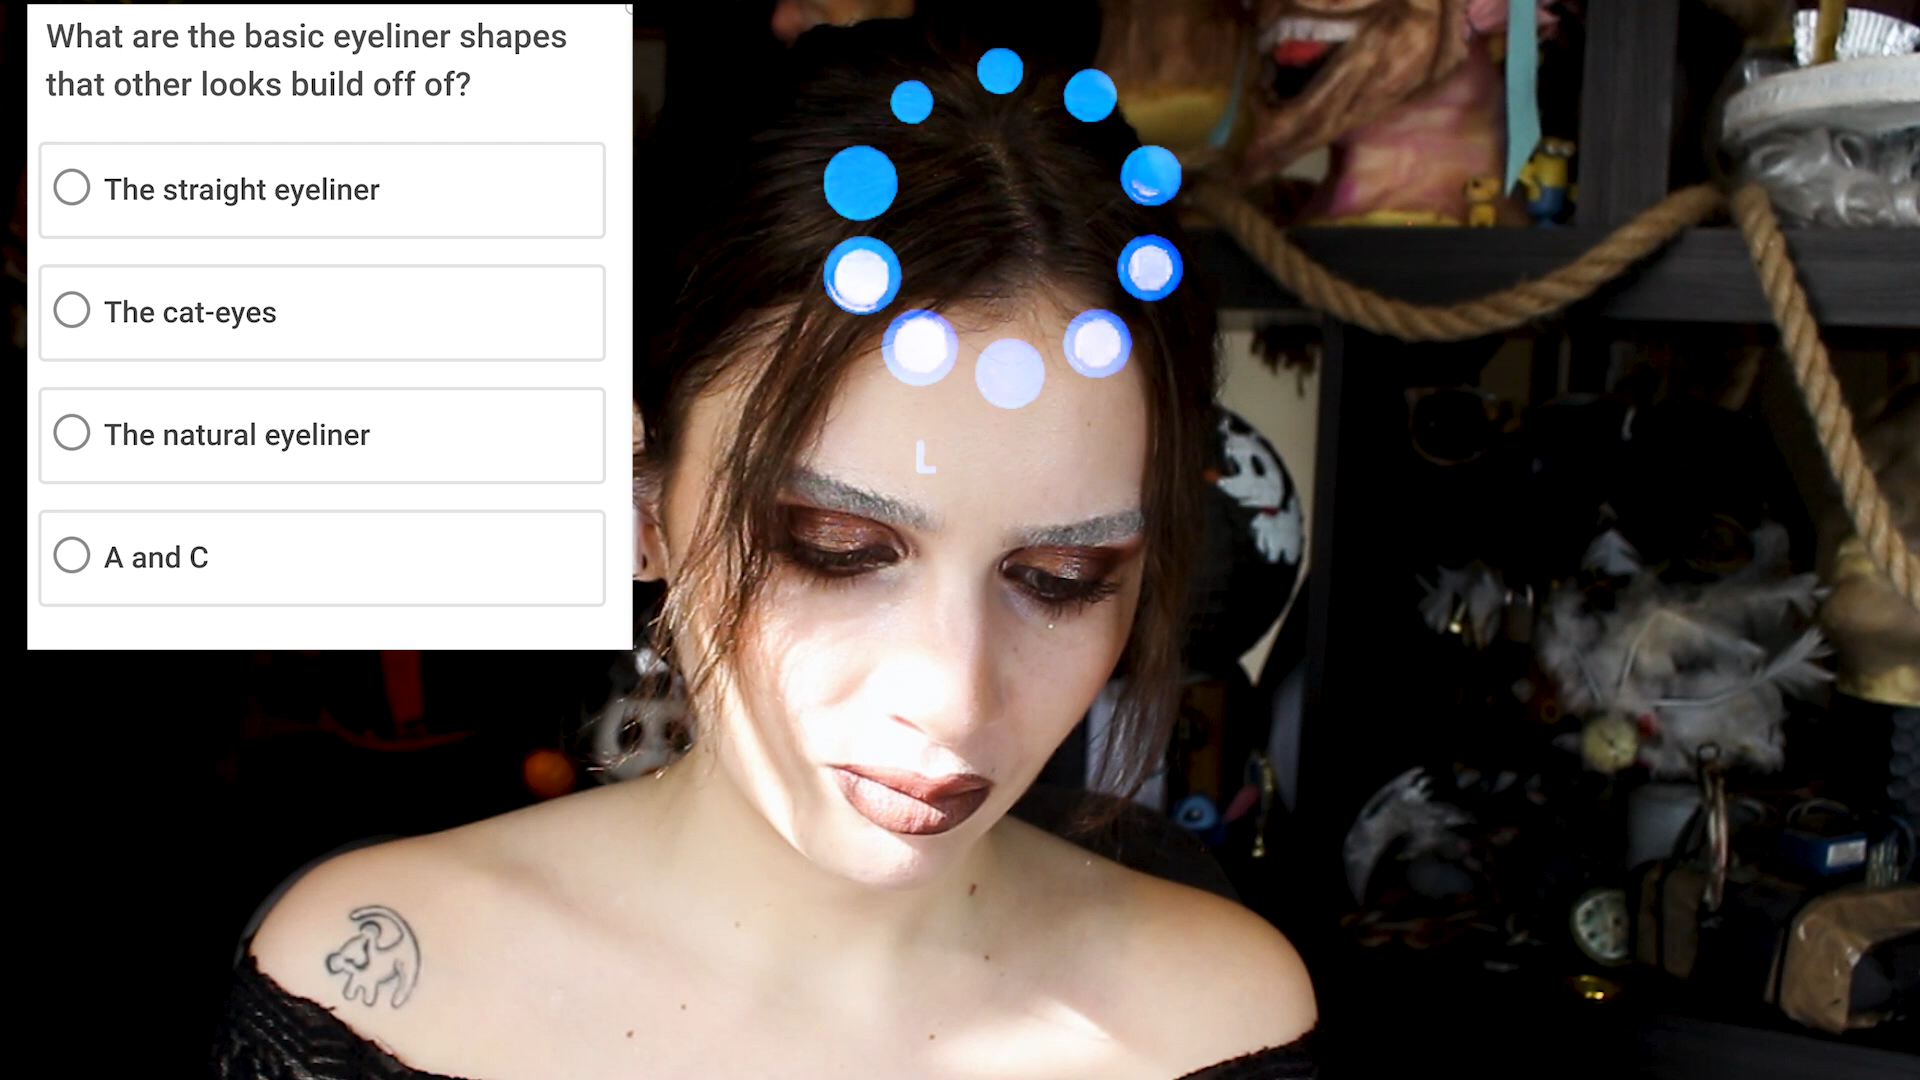 What are the basic eyeliner shapes
that other looks build off of?
The straight eyeliner
The cat-eyes
The natural eyeliner
A and C
L